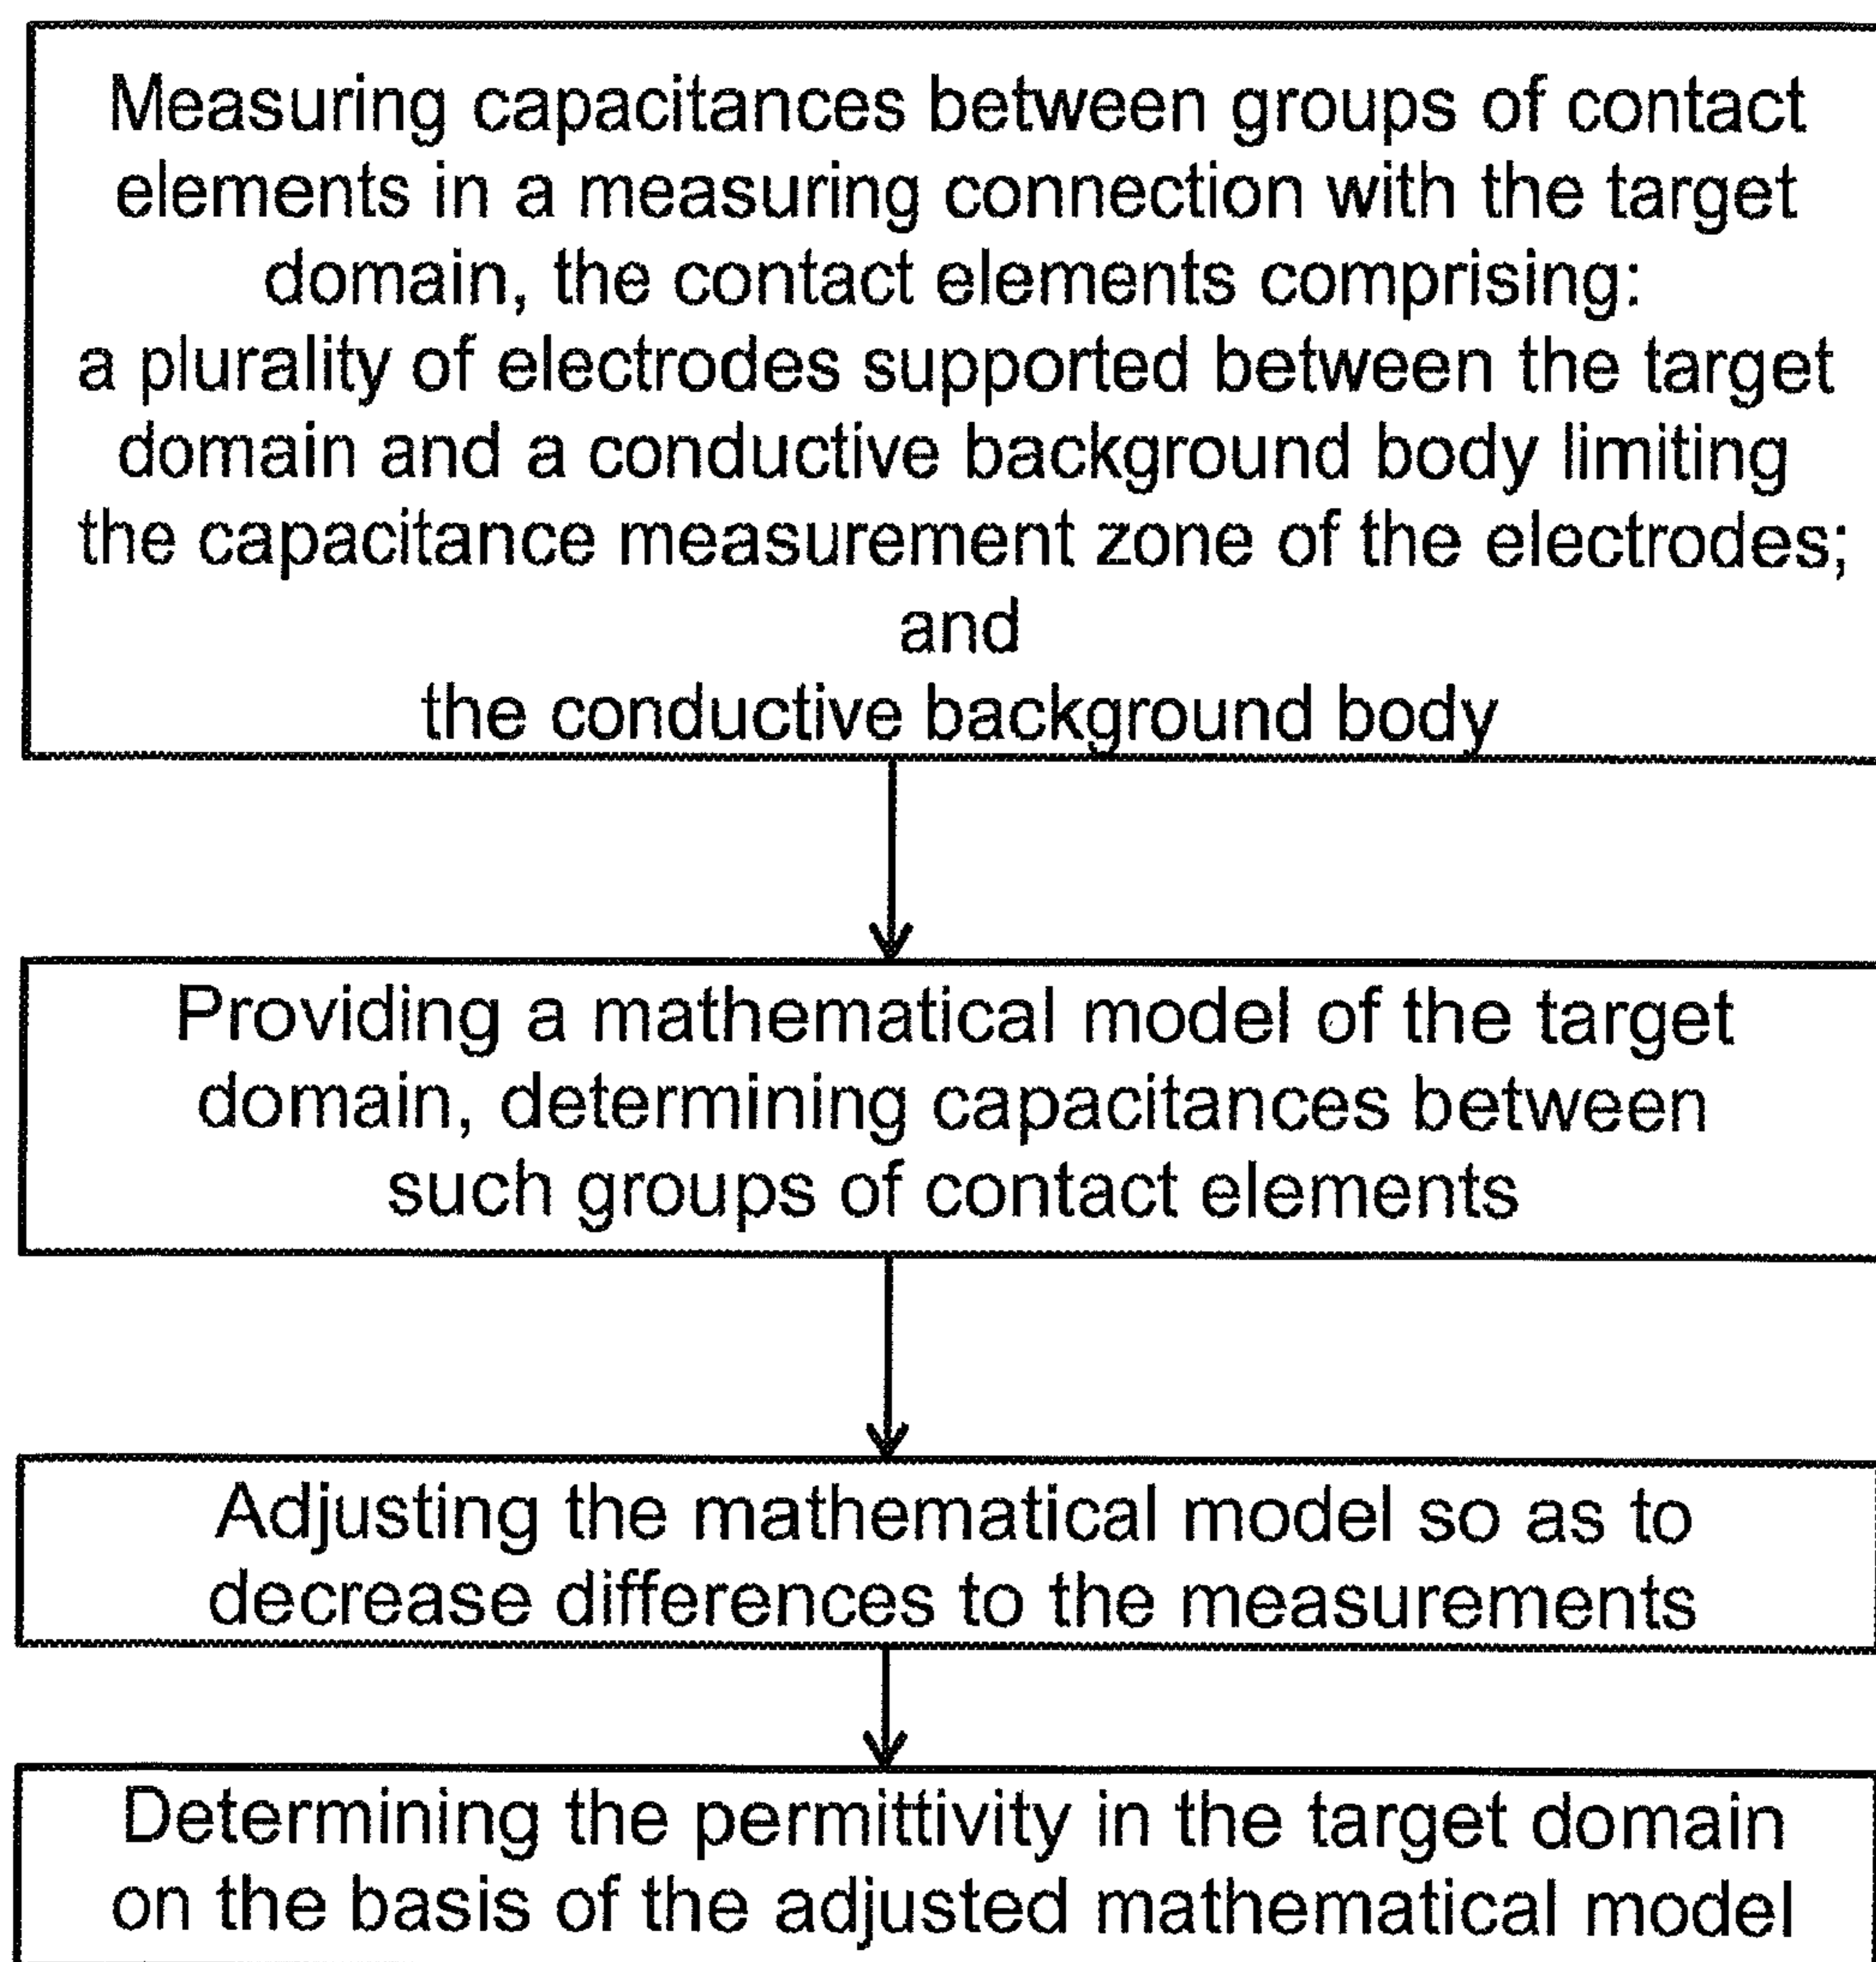 Measuring capacitances between groups of contact
elements in a measuring connection with the target
domain, the contact elements comprising:
a plurality of electrodes supported between the target
domain and a conductive background body limiting
the capacitance measurement zone of the electrodes;
and
the conductive background body
Providing a mathematical model of the target
domain, determining capacitances between
such groups of contact elements
Adjusting the mathematical model so as to
decrease differences to the measurements
Determining the permittivity in the target domain
on the basis of the adjusted mathematical model